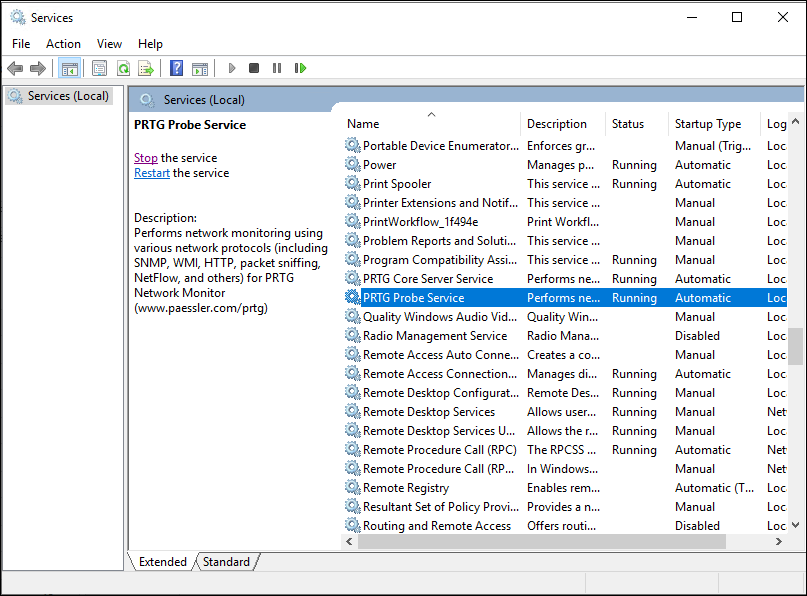 Services
File Action View Help
Services (Local)
Services (Local)
PRTG Probe Service
Stop the service
Restart the service
Description:
Performs network monitoring using
various network protocols (including
SNMP, WMI, HTTP, packet sniffing,
NetFlow, and others) for PRTG
Network Monitor
(www.paessler.com/prtg)
Name Description Status Startup Type Log
Portable Device Enumerator... Enforces gr... Manual (Trig... Loc
Power Manages p... Running Automatic Loc
Print Spooler This service ... Running Automatic Loc
Printer Extensions and Notif... This service ... Manual Loc
PrintWorkflow_1f494e Print Workfl... Manual Loc
Problem Reports and Soluti... This service ... Manual Loc
Program Compatibility Assi... This service ... Running Manual Loc
PRTG Core Server Service Performs ne... Running Automatic Loc
PRTG Probe Service Performs ne... Running Automatic Loc
Quality Windows Audio Vid... Quality Win... Manual Loc
Radio Management Service Radio Mana... Disabled Loc
Remote Access Auto Conne... Creates a co... Manual Loc
Remote Access Connection... Manages di... Running Automatic Loc
Remote Desktop Configurat... Remote Des... Running Manual Loc
Remote Desktop Services Allows user... Running Manual Net
Remote Desktop Services U... Allows the r... Running Manual Loc
Remote Procedure Call (RPC) The RPCSS ... Running Automatic Net
Remote Procedure Call (RP... In Windows... Manual Net
Remote Registry Enables rem... Automatic (T... Loc
Resultant Set of Policy Provi... Provides a n... Manual Loc
Routing and Remote Access Offers routi... Disabled Loc
Extended Standard